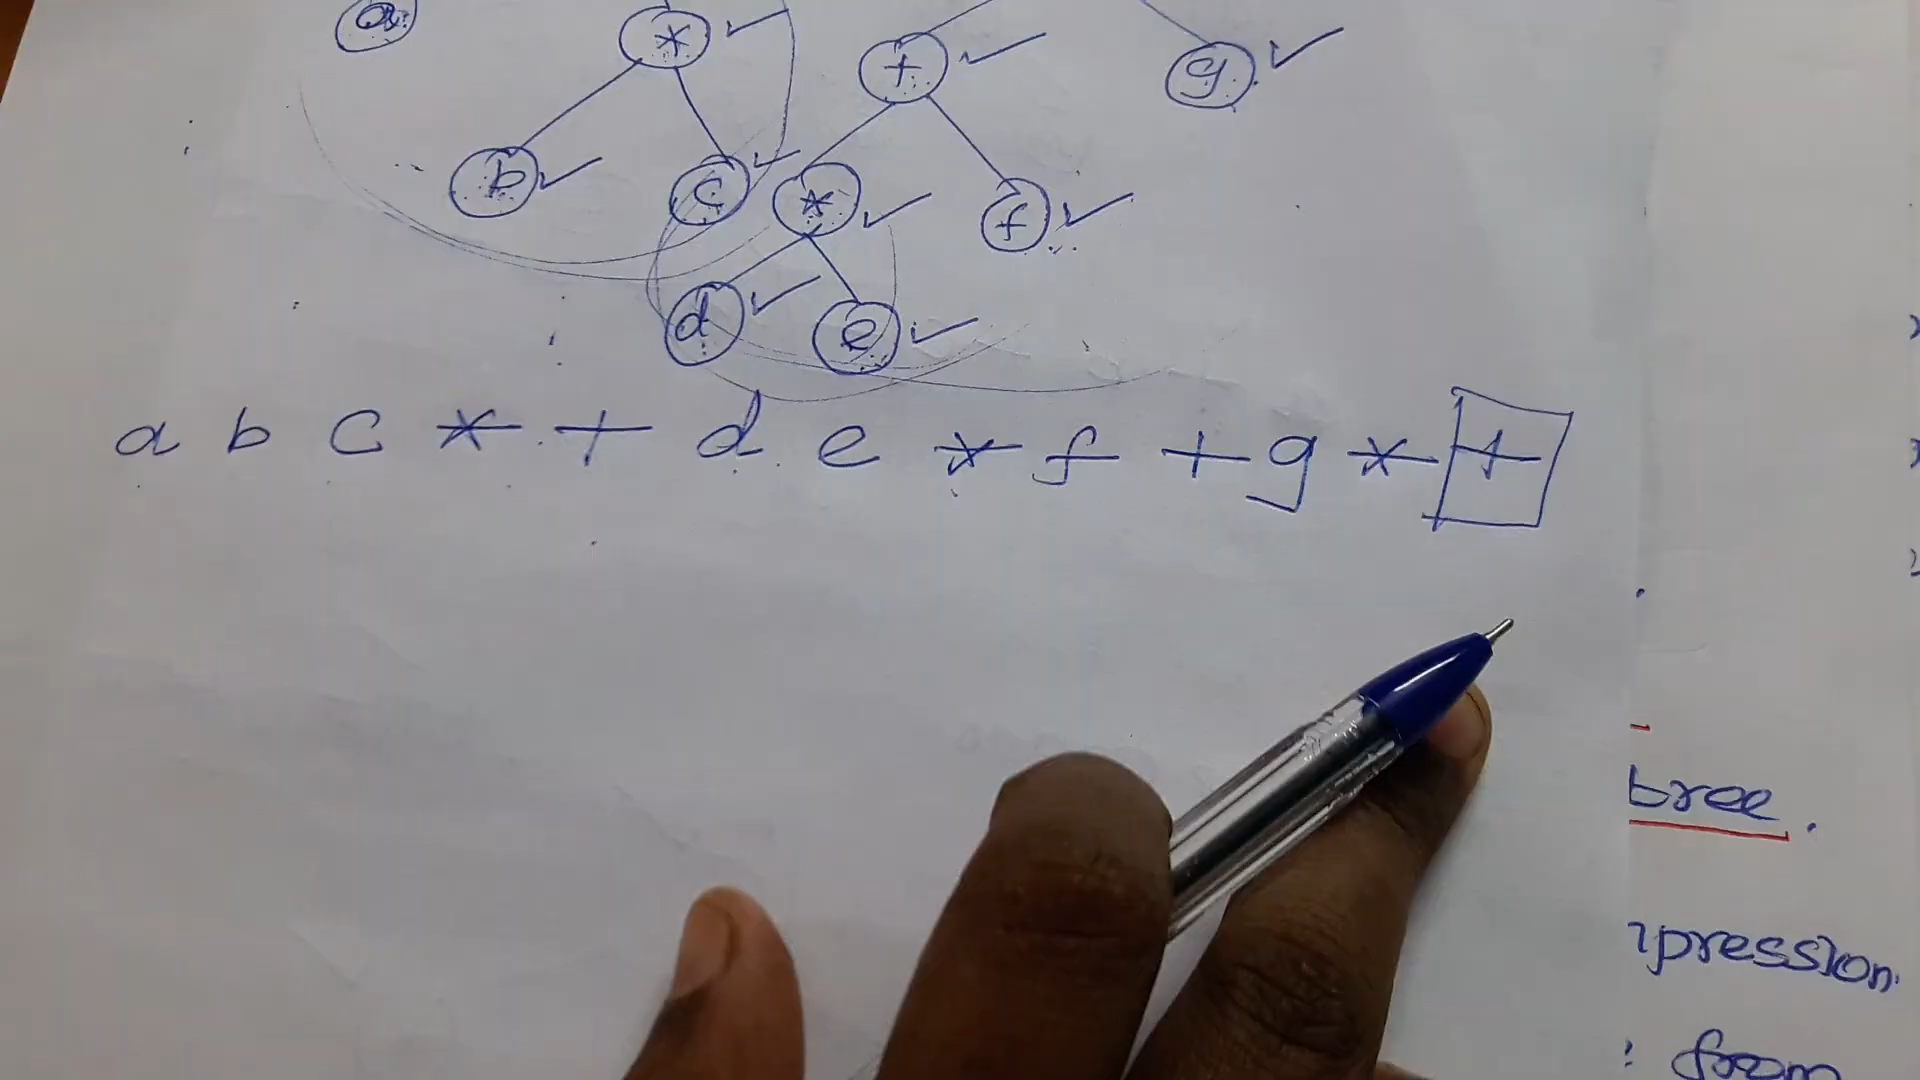 a
*
+
g
b
c
*
f
d
e
a b c * + d e * f + g * +
tree.
pression.
: from